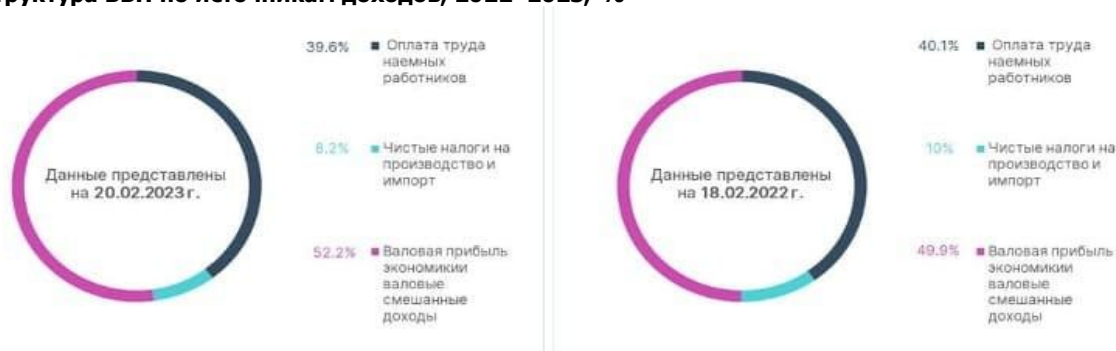 39.6% Оплата труда
наемных
работников
8.2% Чистые налоги на
производство и
импорт
52.2% Валовая прибыль
экономикии
валовые
смешанные
доходы
Данные представлены
на 20.02.2023 г.
40.1% Оплата труда
наемных
работников
10% Чистые налоги на
производство и
импорт
49.9% Валовая прибыль
экономикии
валовые
смешанные
доходы
Данные представлены
на 18.02.2022 г.